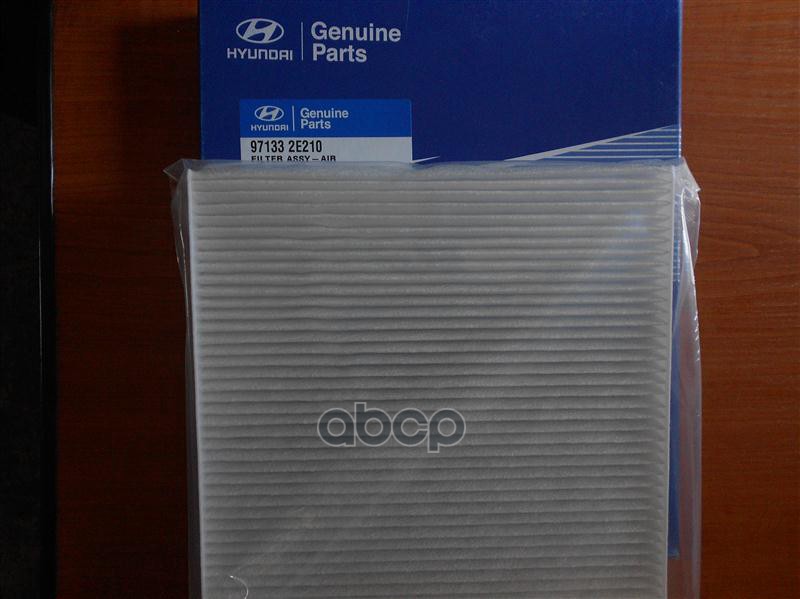 HYUNDAI
Genuine
Parts
HYUNDAI
Genuine
Parts
97133 2E210
FILTER ASSY-AIR
abcp